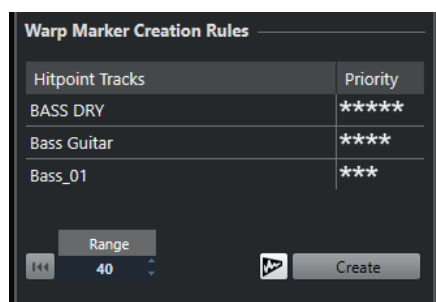 Warp Marker Creation Rules
Hitpoint Tracks Priority
BASS DRY *****
Bass Guitar ****
Bass_01 ***
Range
40 Create